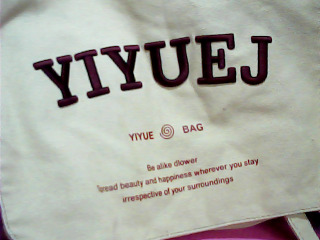 YIYUEJ
YIYUE BAG
Be alike dlower
Spread beauty and happiness wherever you stay
irrespective of your surroundings